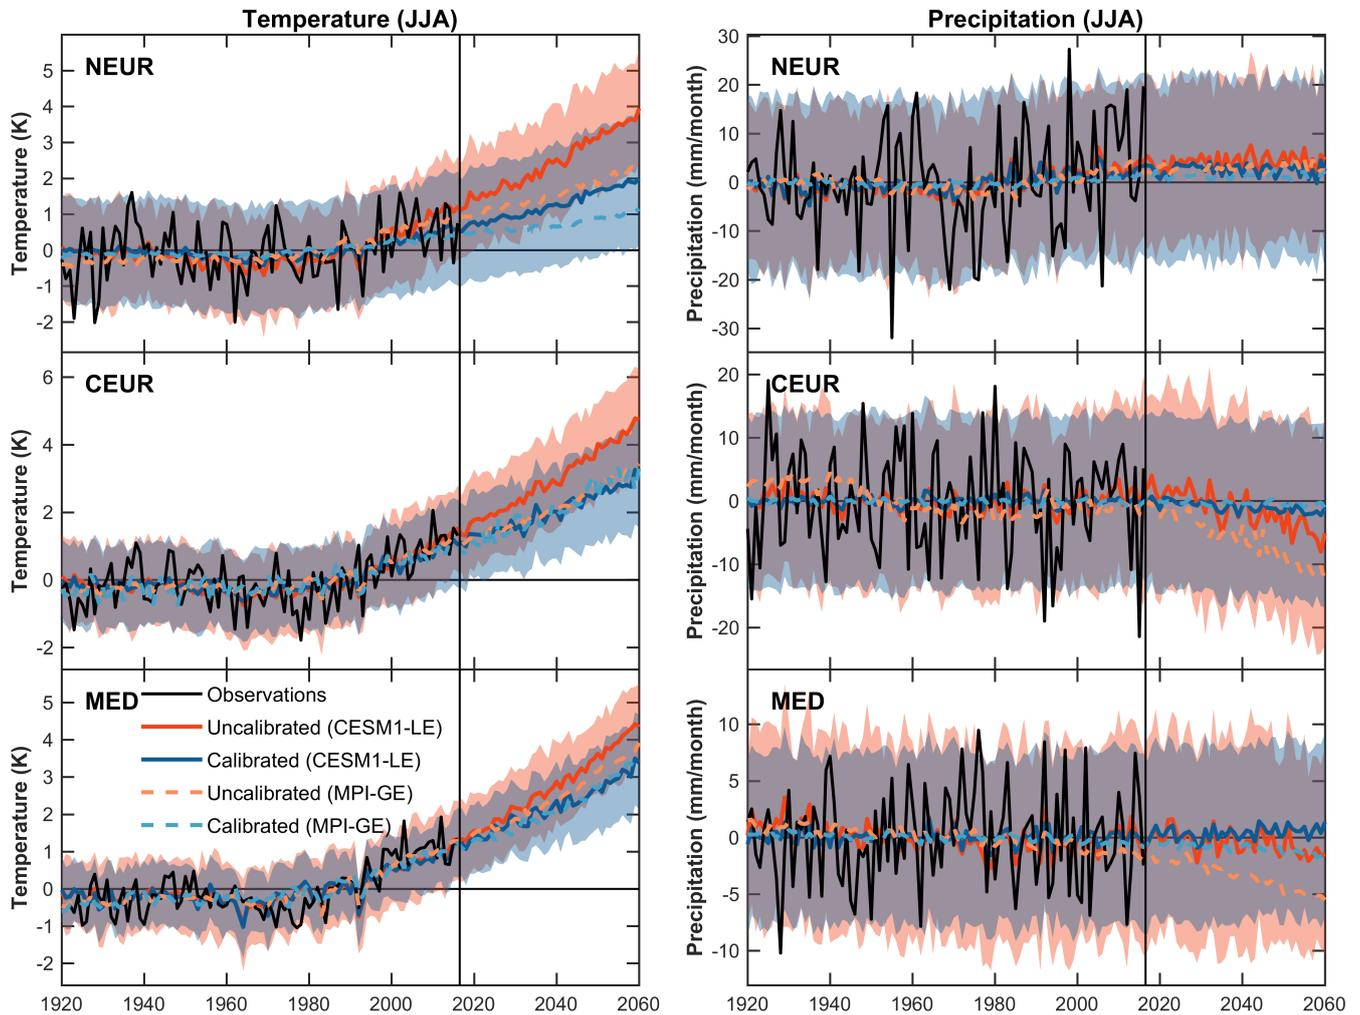 Temperature (JJA)
Precipitation (JJA)
NEUR
5
4
3
2
1
0
-1
-2
Temperature (K)
NEUR
30
20
10
0
-10
-20
-30
Precipitation (mm/month)
CEUR
6
4
2
0
-2
Temperature (K)
CEUR
20
10
0
-10
-20
Precipitation (mm/month)
MED
Observations
Uncalibrated (CESM1-LE)
Calibrated (CESM1-LE)
Uncalibrated (MPI-GE)
Calibrated (MPI-GE)
5
4
3
2
1
0
-1
-2
Temperature (K)
1920 1940 1960 1980 2000 2020 2040 2060
MED
10
5
0
-5
-10
Precipitation (mm/month)
1920 1940 1960 1980 2000 2020 2040 2060